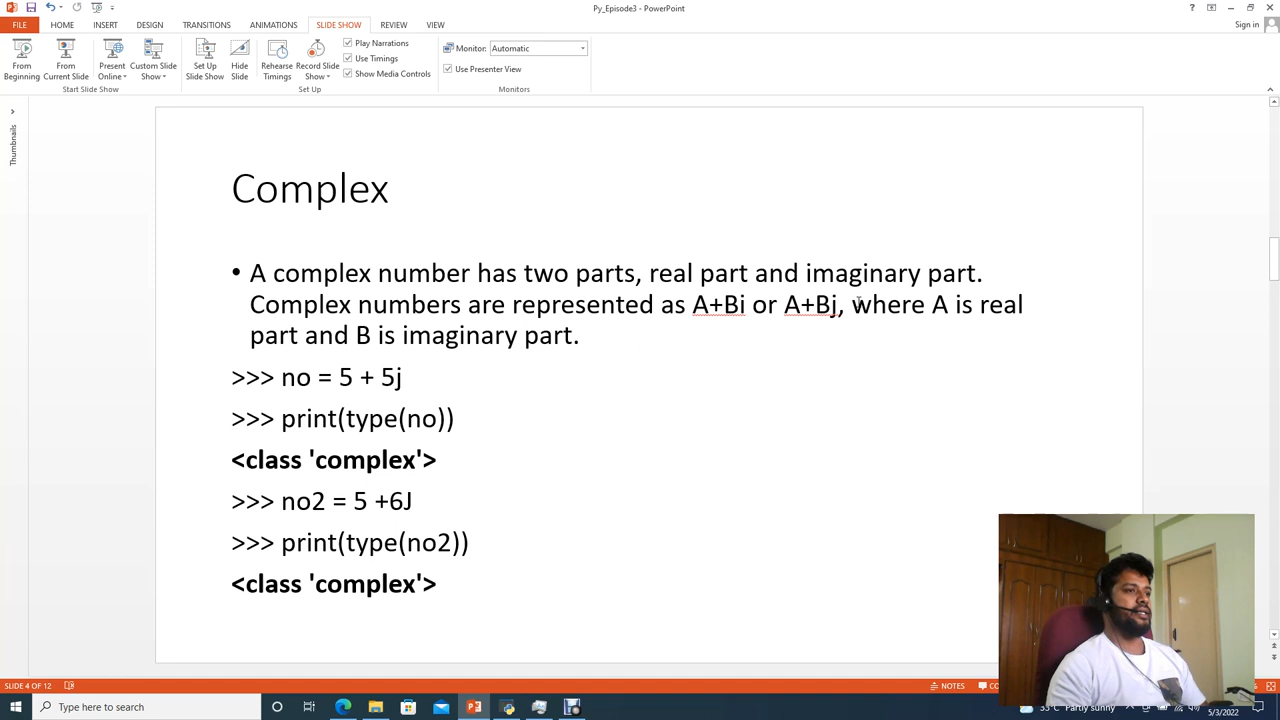 Py_Episode3 - PowerPoint
Sign in
FILE HOME INSERT DESIGN TRANSITIONS ANIMATIONS SLIDE SHOW REVIEW VIEW
From Beginning
From Current Slide
Present Online
Custom Slide Show
Set Up Slide Show
Hide Slide
Rehearse Timings
Record Slide Show
Play Narrations
Use Timings
Show Media Controls
Monitor: Automatic
Use Presenter View
Start Slide Show
Set Up
Monitors
Thumbnails
Complex
• A complex number has two parts, real part and imaginary part.
Complex numbers are represented as A+Bi or A+Bj, where A is real
part and B is imaginary part.
>>> no = 5 + 5j
>>> print(type(no))
<class 'complex'>
>>> no2 = 5 +6J
>>> print(type(no2))
<class 'complex'>
SLIDE 4 OF 12
NOTES
Type here to search
Partly sunny
5/3/2022